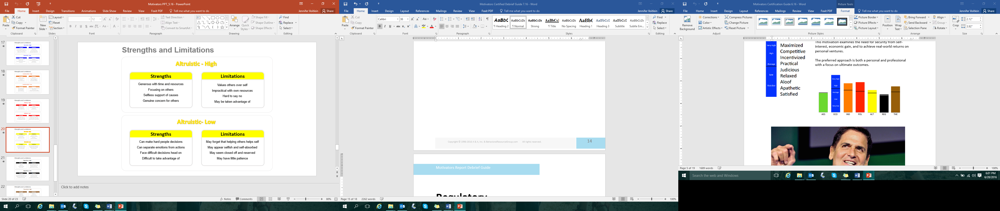 Motivators PPT_5.16 - PowerPoint
File Home Insert Design Transitions Animations Slide Show Review View Foxit PDF Tell me what you want to do Jennifer Voitlein Share
Paste Cut Copy Format Painter Clipboard
New Slide Layout Reset Section Slides
12 Font
Text Direction Align Text Convert to SmartArt Paragraph
Arrange Quick Styles Shape Fill Shape Outline Shape Effects Drawing
Find Replace Select Editing
17
18
19
20
21
22
Strengths and Limitations
Altruistic - High
Strengths
Generous with time and resources
Focusing on others
Selfless support of causes
Genuine concern for others
Limitations
Values others over self
Impractical with own resources
Hard to say no
May be taken advantage of
Altruistic- Low
Strengths
Can make hard people decisions
Can separate emotions from actions
Face difficult decisions head on
Difficult to take advantage of
Limitations
May forget that helping others helps self
May appear selfish and self-absorbed
May seem closed off and reserved
May have little patience
Click to add notes
Slide 20 of 23 Notes Comments 80%
Motivators Certified Debrief Guide 7.16 - Word
File Home Insert Design Layout References Mailings Review View Foxit PDF Tell me what you want to do Jennifer Voitlein Share
Paste Cut Copy Format Painter Clipboard
Calibri 36 Font
Paragraph
Heading 2 Normal Strong Title No Spacing Heading 1 Heading 3 Subtitle Subtle Em... Styles
Find Replace Select Editing
Copyright © 1996-2016 A & A, Inc. & BehavioralResourceGroup.com All rights reserved. 14
Motivators Report Debrief Guide
Regulatory
Page 15 of 18 2262 words 100%
Motivators Certification Guide 6.16 - Word Picture Tools
File Home Insert Design Layout References Mailings Review View Foxit PDF Format Tell me what you want to do Jennifer Voitlein Share
Remove Background Corrections Color Artistic Effects Compress Pictures Change Picture Reset Picture Adjust
Picture Styles
Picture Border Picture Effects Picture Layout
Position Wrap Text Bring Forward Send Backward Selection Pane Align Group Rotate Arrange
Crop 2.12" 3.92" Size
Very High
High
Average
Low
Very low
Maximized
Competitive
Incentivized
Practical
Judicious
Relaxed
Aloof
Apathetic
Satisfied
This motivation examines the need for security from self-
interest, economic gain, and to achieve real-world returns on
personal ventures.
The preferred approach is both a personal and professional
with a focus on ultimate outcomes.
Very High
High
Average
Low
Very low
AES ECO IND POL ALT REG THE
Page 5 of 19 1689 words 100%
Search the web and Windows
6:01 PM
6/28/2016